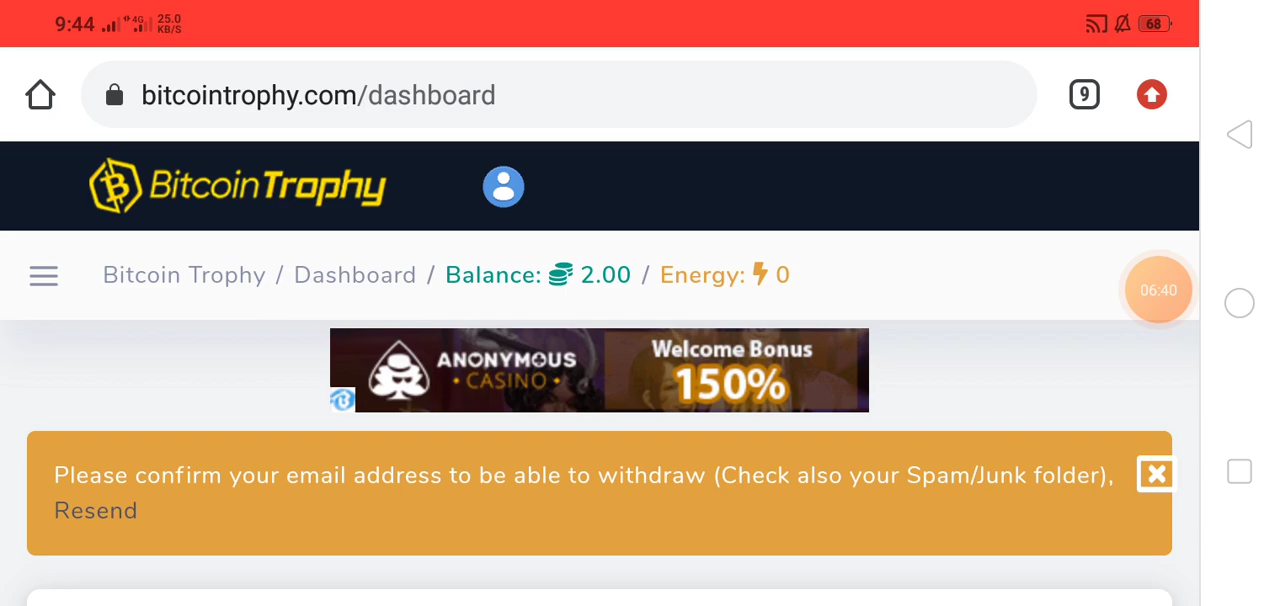 9:44 4G 25.0 KB/S 68
bitcointrophy.com/dashboard 9
BitcoinTrophy
Bitcoin Trophy / Dashboard / Balance: 2.00 / Energy: 0
06:40
ANONYMOUS
• CASINO •
Welcome Bonus
150%
Please confirm your email address to be able to withdraw (Check also your Spam/Junk folder),
Resend